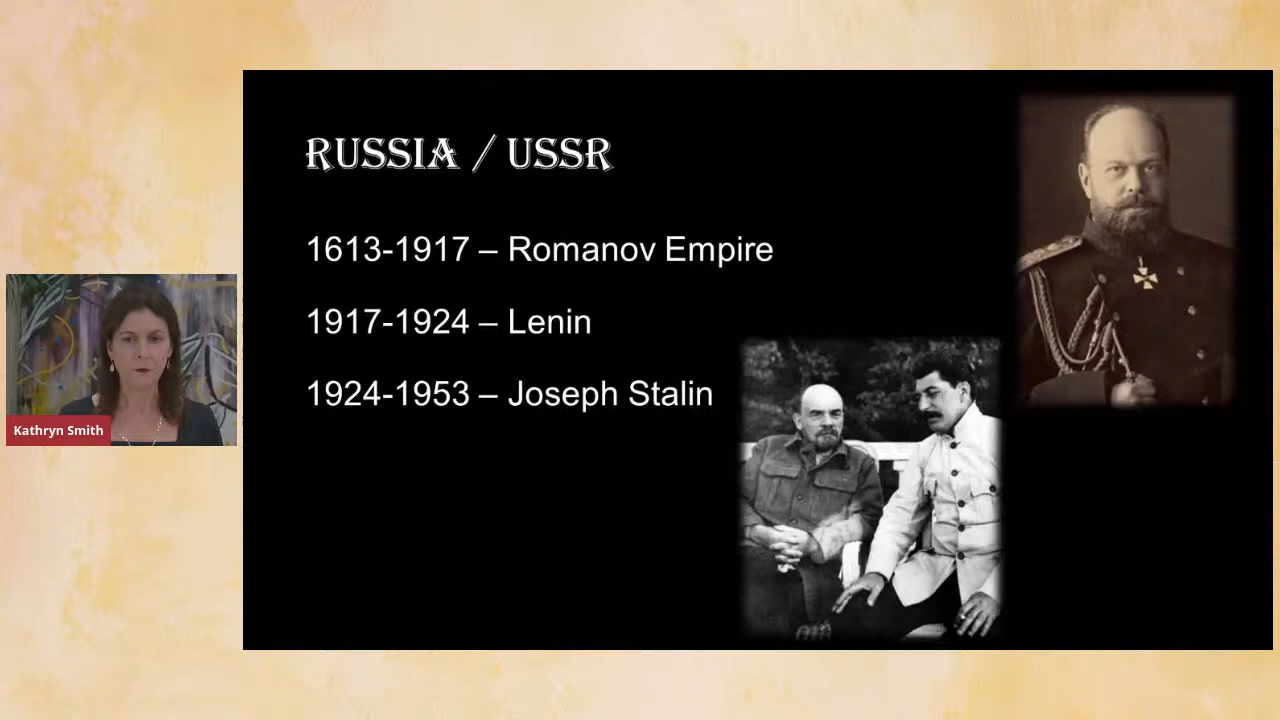 RUSSIA / USSR
1613-1917 – Romanov Empire
1917-1924 – Lenin
1924-1953 – Joseph Stalin
Kathryn Smith